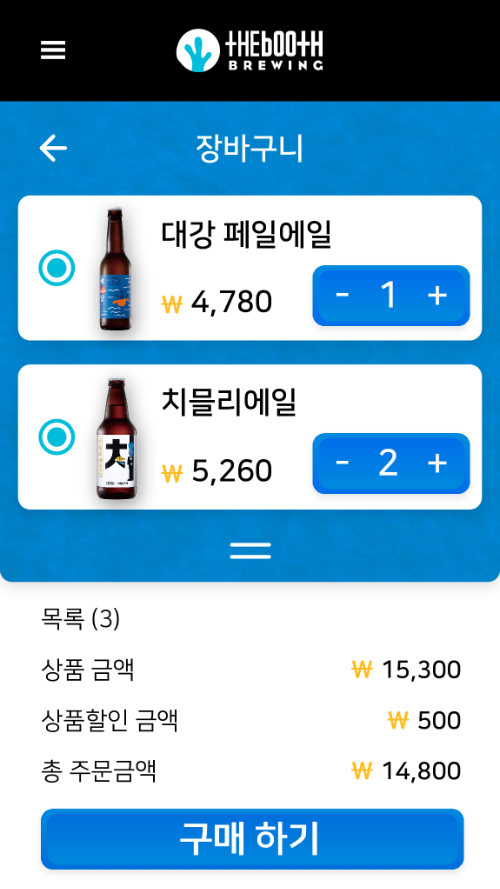 THEBOOTH
BREWING
장바구니
대강 페일에일
₩ 4,780
- 1 +
치믈리에일
₩ 5,260
- 2 +
목록 (3)
상품 금액 ₩ 15,300
상품할인 금액 ₩ 500
총 주문금액 ₩ 14,800
구매 하기